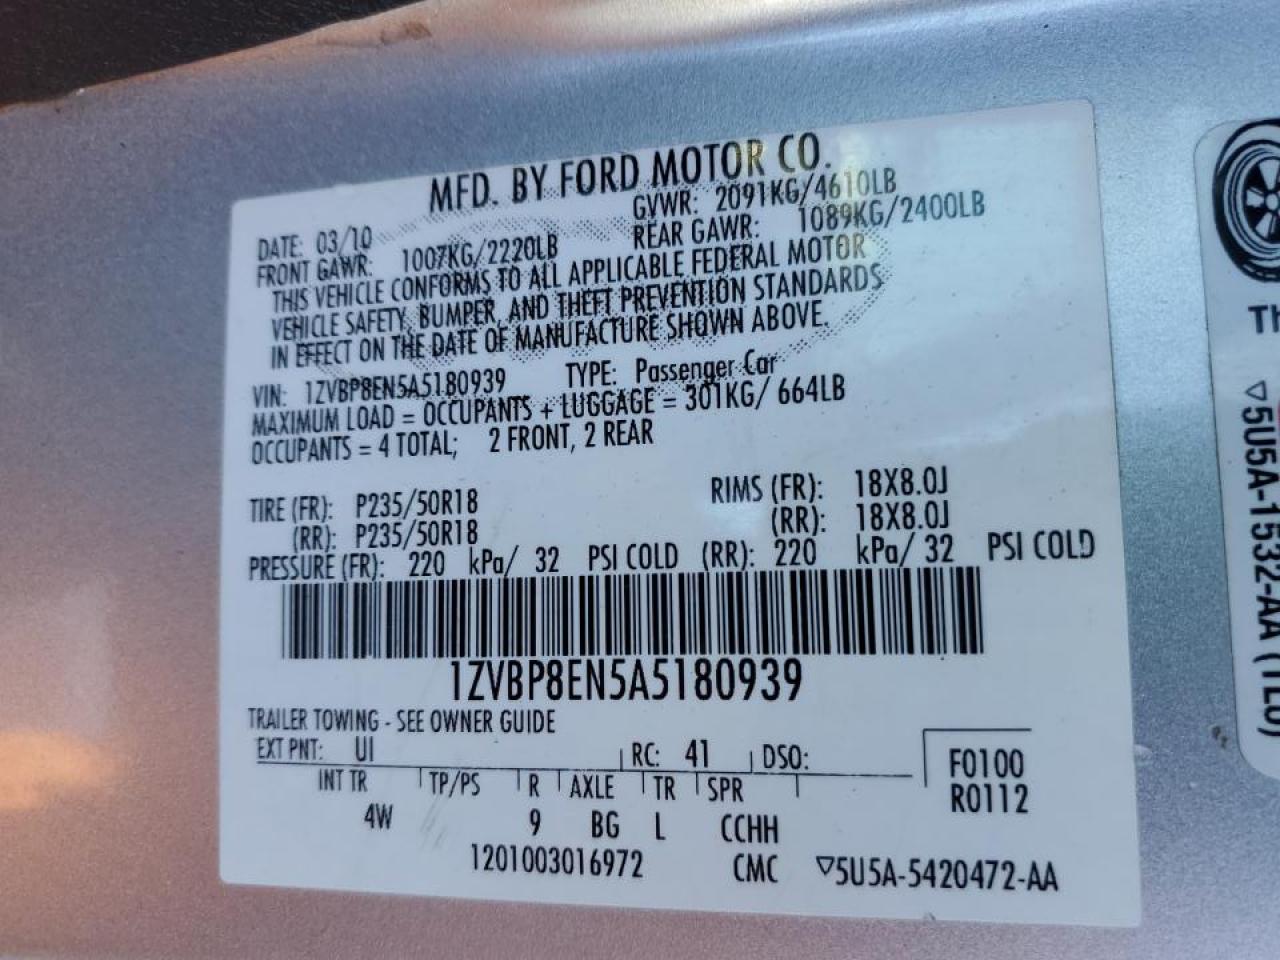 MFD. BY FORD MOTOR CO.
DATE: 03/10 GVWR: 2091KG/4610LB
FRONT GAWR: 1007KG/2220LB REAR GAWR: 1089KG/2400LB
THIS VEHICLE CONFORMS TO ALL APPLICABLE FEDERAL MOTOR
VEHICLE SAFETY, BUMPER, AND THEFT PREVENTION STANDARDS
IN EFFECT ON THE DATE OF MANUFACTURE SHOWN ABOVE.
VIN: 1ZVBP8EN5A5180939 TYPE: Passenger Car
MAXIMUM LOAD = OCCUPANTS + LUGGAGE = 301KG/ 664LB
OCCUPANTS = 4 TOTAL; 2 FRONT, 2 REAR
TIRE (FR): P235/50R18 RIMS (FR): 18X8.0J
(RR): P235/50R18 (RR): 18X8.0J
PRESSURE (FR): 220 kPa/ 32 PSI COLD (RR): 220 kPa/ 32 PSI COLD
1ZVBP8EN5A5180939
TRAILER TOWING - SEE OWNER GUIDE
EXT PNT: UI RC: 41 DSO:
INT TR TP/PS R AXLE TR SPR
4W 9 BG L CCHH
F0100
R0112
1201003016972 CMC ▽5U5A-5420472-AA
▽5U5A-1532-AA